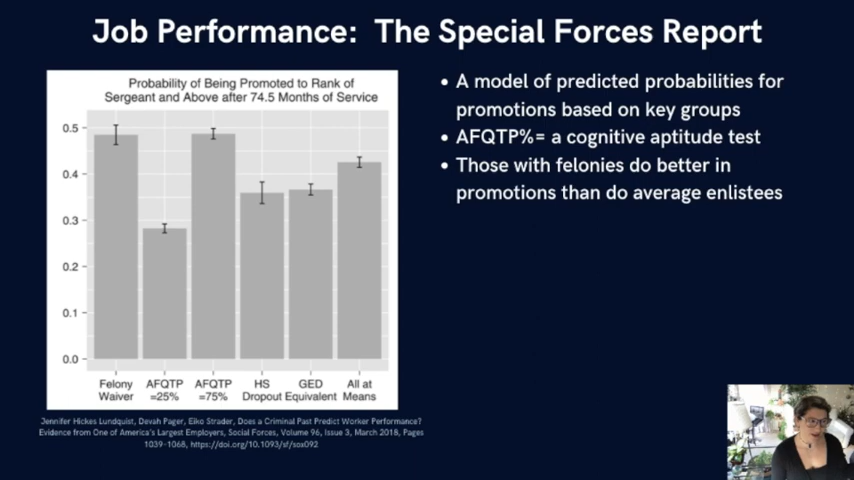 Job Performance: The Special Forces Report
Probability of Being Promoted to Rank of
Sergeant and Above after 74.5 Months of Service
0.5
0.4
0.3
0.2
0.1
0.0
Felony
Waiver
AFQTP
=25%
AFQTP
=75%
HS
Dropout
GED
Equivalent
All at
Means
Jennifer Hickes Lundquist, Devah Pager, Eiko Strader, Does a Criminal Past Predict Worker Performance?
Evidence from One of America's Largest Employers, Social Forces, Volume 96, Issue 3, March 2018, Pages
1039-1068, https://doi.org/10.1093/sf/sox092
• A model of predicted probabilities for
promotions based on key groups
• AFQTP%= a cognitive aptitude test
• Those with felonies do better in
promotions than do average enlistees